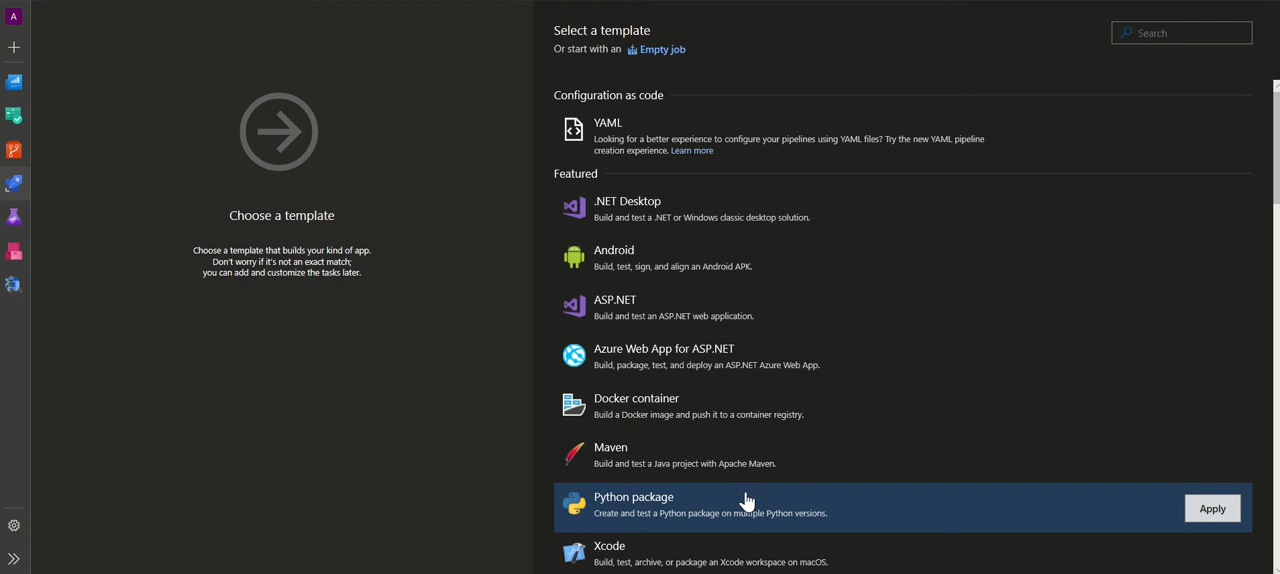 A
Choose a template
Choose a template that builds your kind of app.
Don't worry if it's not an exact match;
you can add and customize the tasks later.
Select a template
Or start with an Empty job
Search
Configuration as code
YAML
Looking for a better experience to configure your pipelines using YAML files? Try the new YAML pipeline
creation experience. Learn more
Featured
.NET Desktop
Build and test a .NET or Windows classic desktop solution.
Android
Build, test, sign, and align an Android APK.
ASP.NET
Build and test an ASP.NET web application.
Azure Web App for ASP.NET
Build, package, test, and deploy an ASP.NET Azure Web App.
Docker container
Build a Docker image and push it to a container registry.
Maven
Build and test a Java project with Apache Maven.
Python package
Create and test a Python package on multiple Python versions.
Apply
Xcode
Build, test, archive, or package an Xcode workspace on macOS.